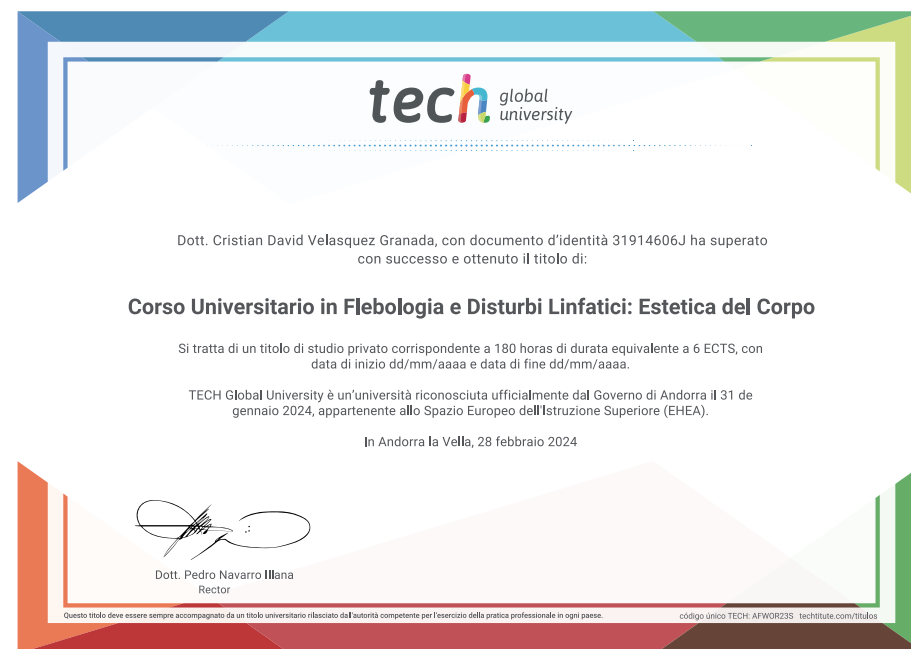 tech global university
Dott. Cristian David Velasquez Granada, con documento d'identità 31914606J ha superato
con successo e ottenuto il titolo di:
Corso Universitario in Flebologia e Disturbi Linfatici: Estetica del Corpo
Si tratta di un titolo di studio privato corrispondente a 180 horas di durata equivalente a 6 ECTS, con
data di inizio dd/mm/aaaa e data di fine dd/mm/aaaa.
TECH Global University è un'università riconosciuta ufficialmente dal Governo di Andorra il 31 de
gennaio 2024, appartenente allo Spazio Europeo dell'Istruzione Superiore (EHEA).
In Andorra la Vella, 28 febbraio 2024
Dott. Pedro Navarro Illana
Rector
Questo titolo deve essere sempre accompagnato da un titolo universitario rilasciato dall'autorità competente per l'esercizio della pratica professionale in ogni paese.
código único TECH: AFWOR23S techtitute.com/titulos